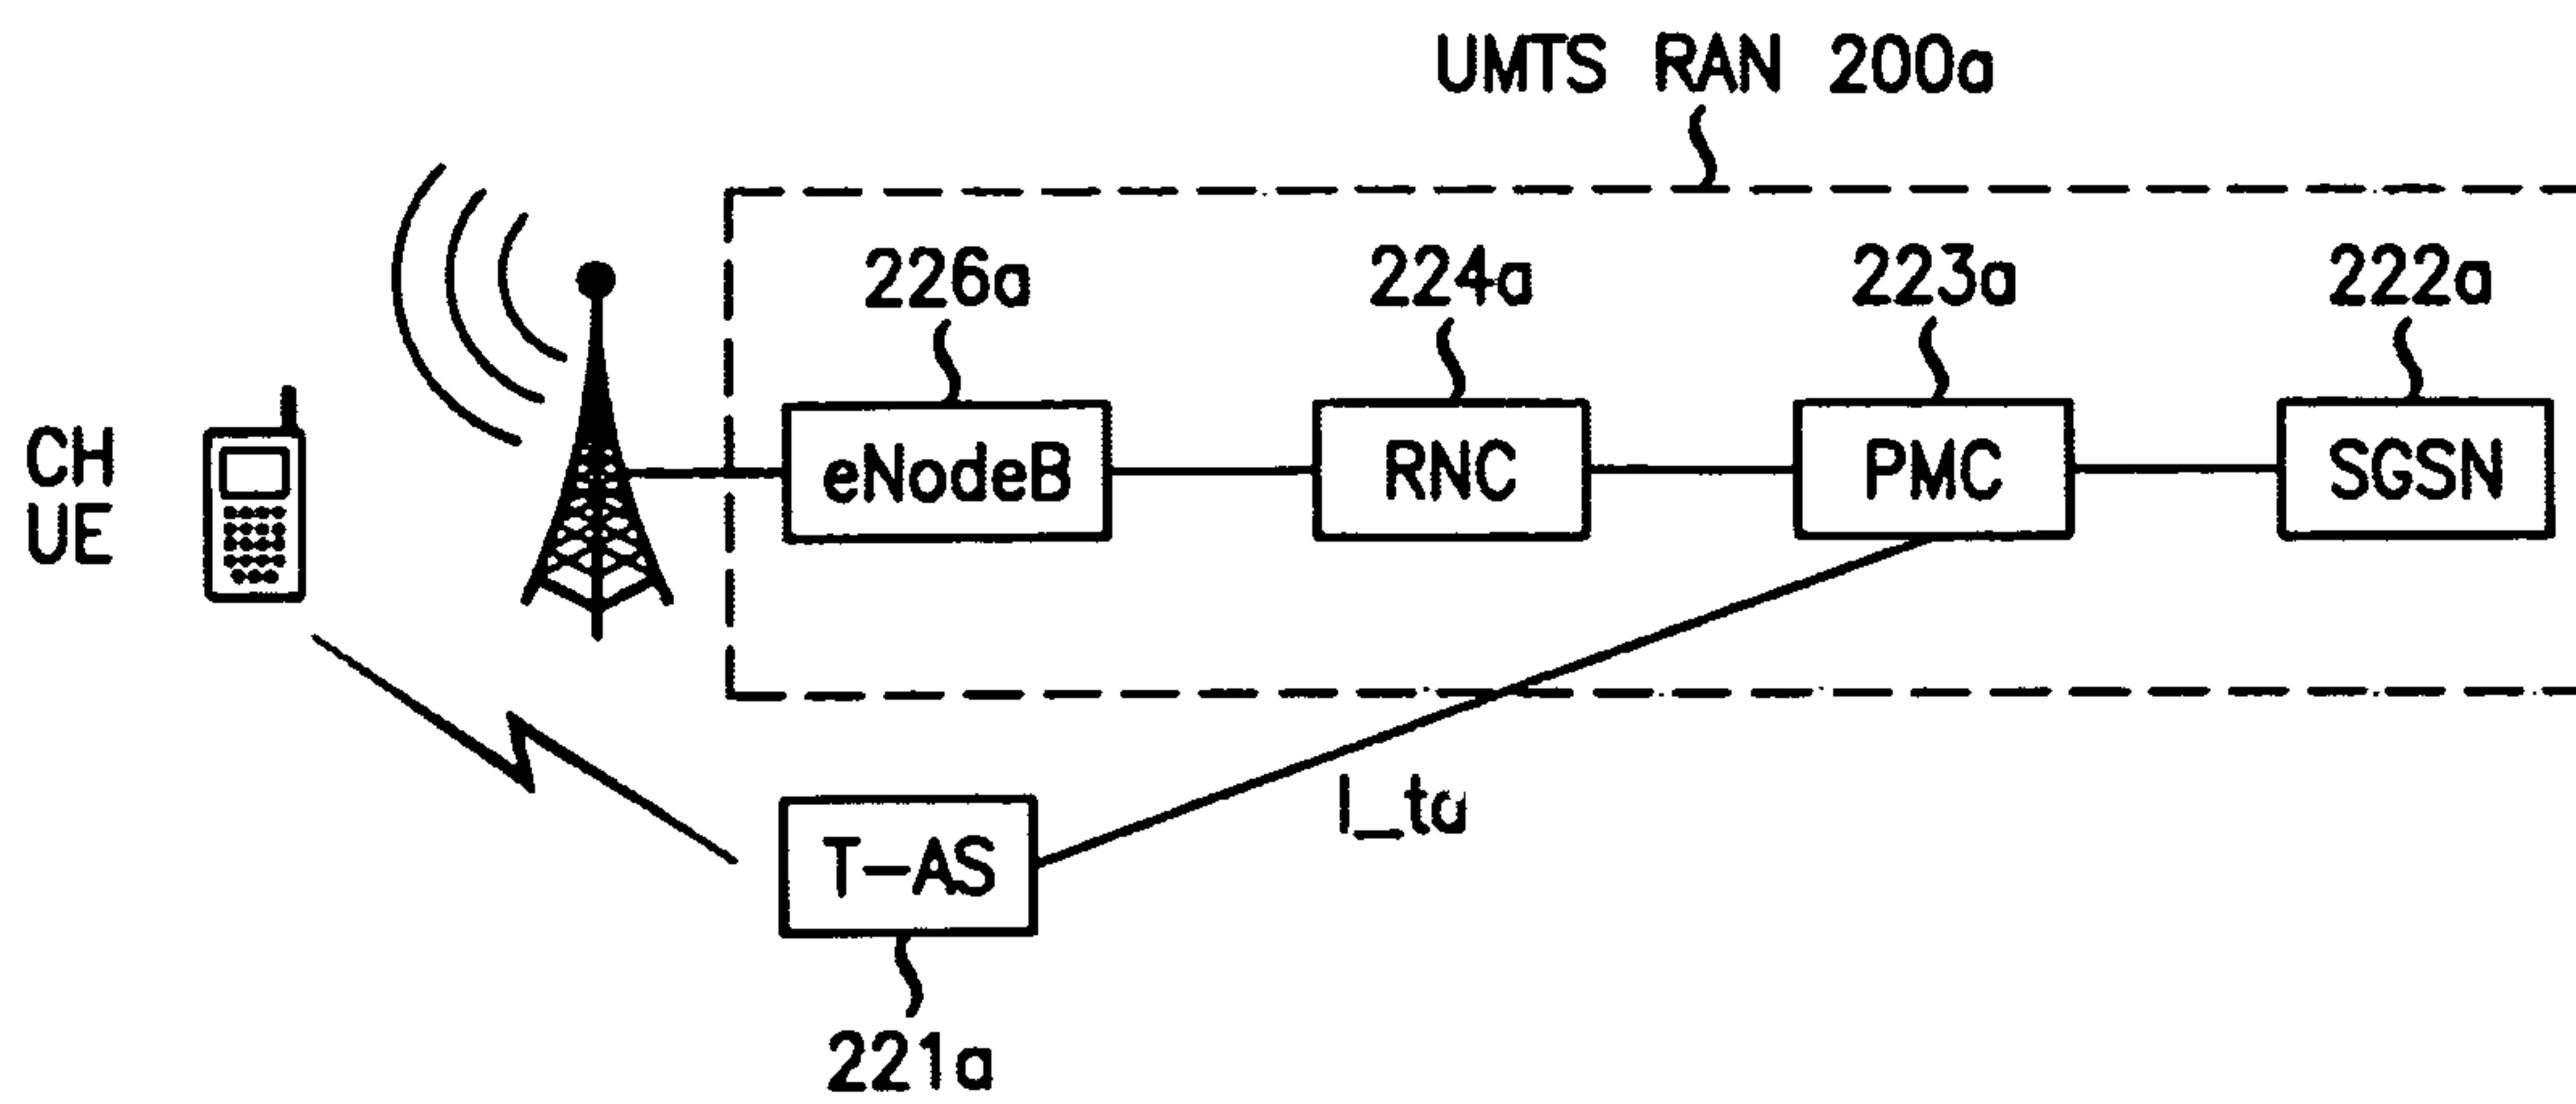 UMTS RAN 200a
226a
224a
223a
222a
CH
UE
eNodeB
RNC
PMC
SGSN
I_ta
T-AS
221a